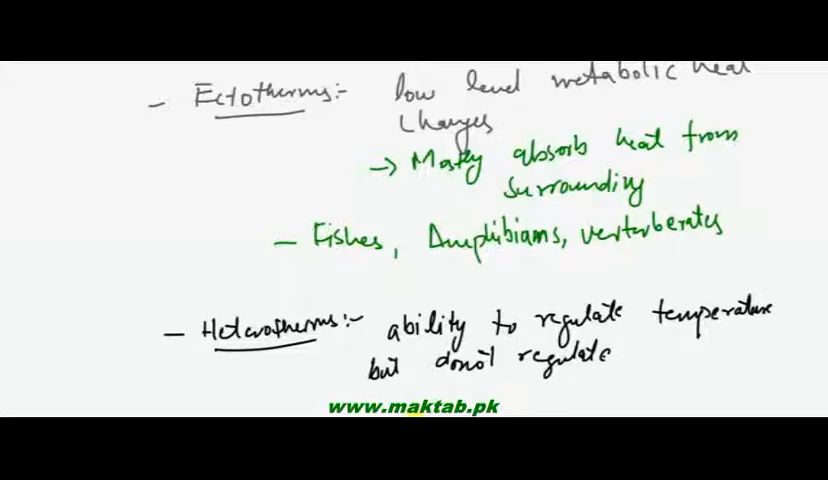 - Ectotherms:- low level metabolic heat
changes
→ Mostly absorb heat from
surrounding
- Fishes, Amphibians, verterberates
- Heterotherms:- ability to regulate temperature
but donot regulate
www.maktab.pk